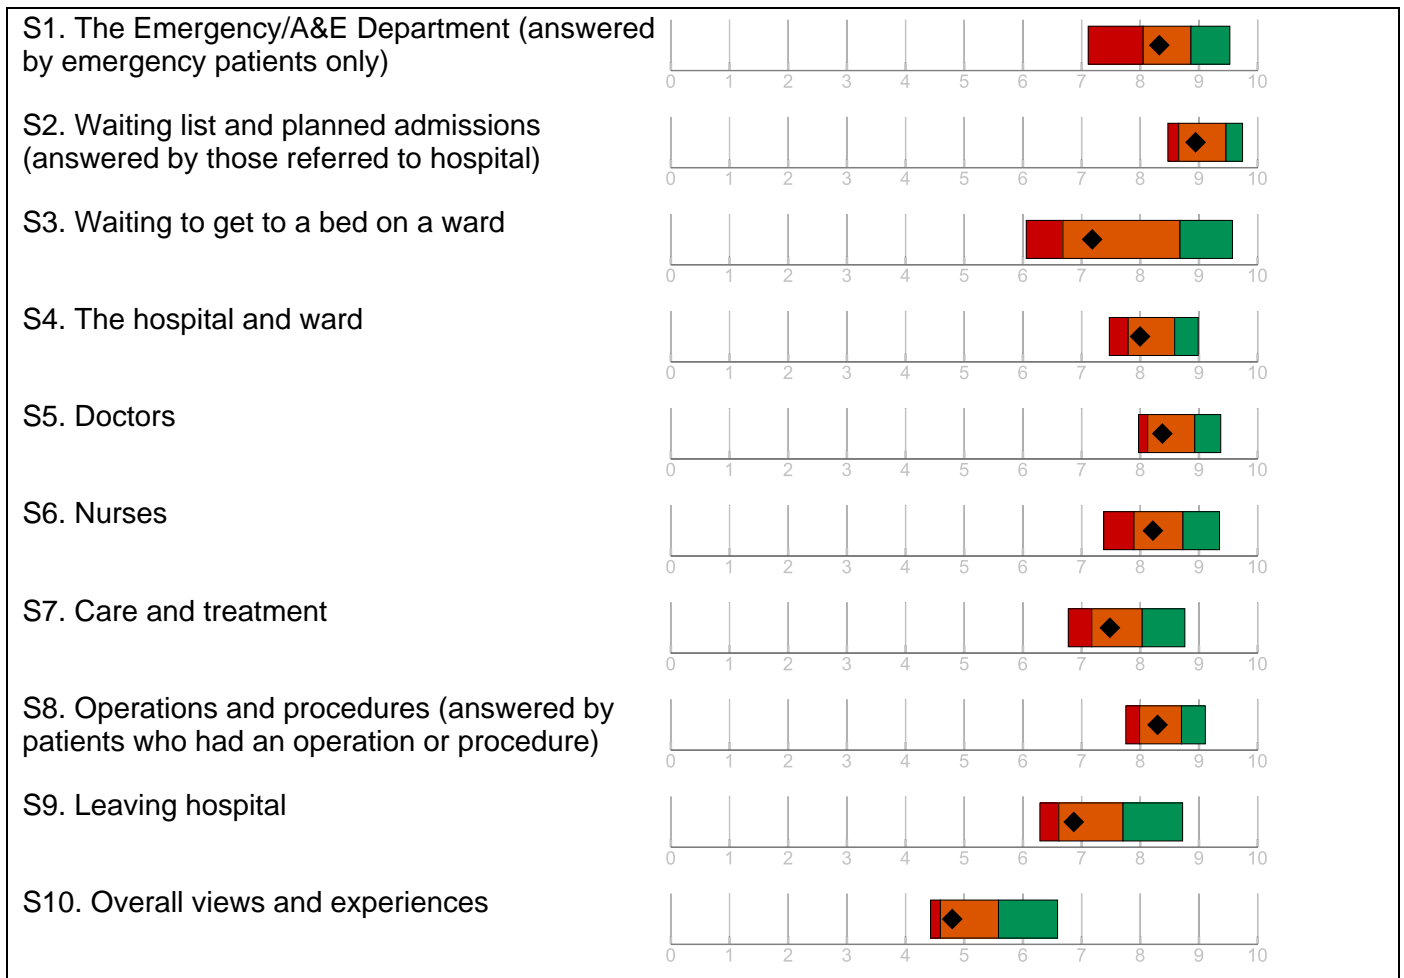 S1. The Emergency/A&E Department (answered
by emergency patients only)
0 1 2 3 4 5 6 7 8 9 10
S2. Waiting list and planned admissions
(answered by those referred to hospital)
0 1 2 3 4 5 6 7 8 9 10
S3. Waiting to get to a bed on a ward
0 1 2 3 4 5 6 7 8 9 10
S4. The hospital and ward
0 1 2 3 4 5 6 7 8 9 10
S5. Doctors
0 1 2 3 4 5 6 7 8 9 10
S6. Nurses
0 1 2 3 4 5 6 7 8 9 10
S7. Care and treatment
0 1 2 3 4 5 6 7 8 9 10
S8. Operations and procedures (answered by
patients who had an operation or procedure)
0 1 2 3 4 5 6 7 8 9 10
S9. Leaving hospital
0 1 2 3 4 5 6 7 8 9 10
S10. Overall views and experiences
0 1 2 3 4 5 6 7 8 9 10